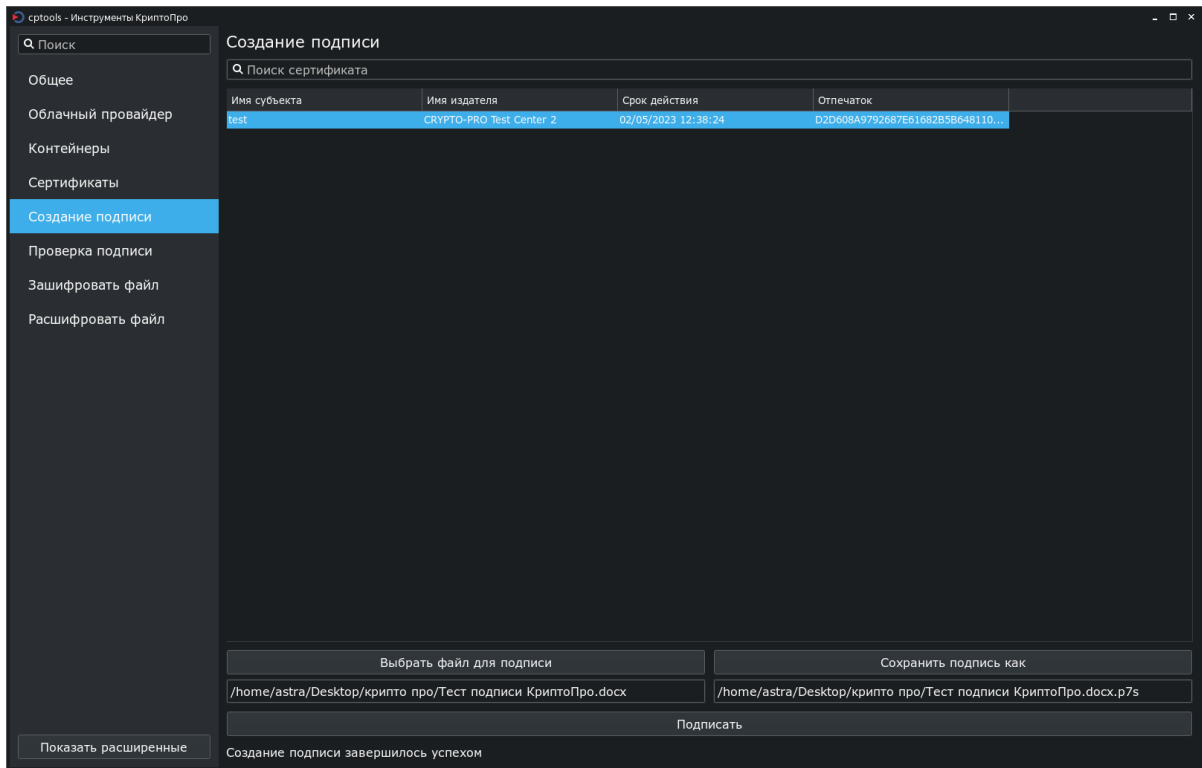 cptools - Инструменты КриптоПро
Поиск
Общее
Облачный провайдер
Контейнеры
Сертификаты
Создание подписи
Проверка подписи
Зашифровать файл
Расшифровать файл
Показать расширенные
Создание подписи
Поиск сертификата
Имя субъекта Имя издателя Срок действия Отпечаток
test CRYPTO-PRO Test Center 2 02/05/2023 12:38:24 D2D608A9792687E61682B5B648110...
Выбрать файл для подписи Сохранить подпись как
/home/astra/Desktop/крипто про/Тест подписи КриптоПро.docx /home/astra/Desktop/крипто про/Тест подписи КриптоПро.docx.p7s
Подписать
Создание подписи завершилось успехом